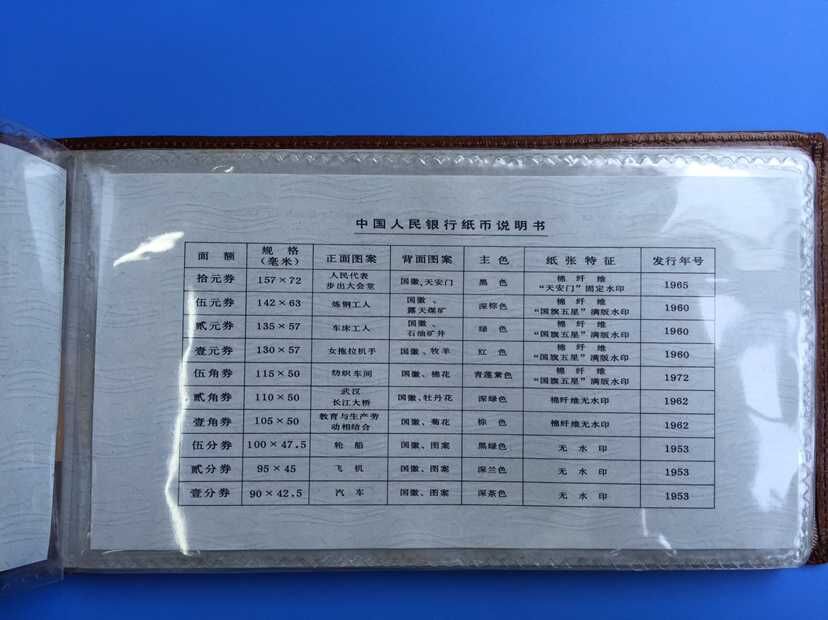 中国人民银行纸币说明书
面额 规格（毫米） 正面图案 背面图案 主色 纸张特征 发行年号
拾元券 157×72 人民代表步出大会堂 国徽、天安门 黑色 棉纤维“天安门”固定水印 1965
伍元券 142×63 炼钢工人 国徽、露天煤矿 深棕色 棉纤维“国旗五星”满版水印 1960
贰元券 135×57 车床工人 国徽、石油矿井 绿色 棉纤维“国旗五星”满版水印 1960
壹元券 130×57 女拖拉机手 国徽、牧羊 红色 棉纤维“国旗五星”满版水印 1960
伍角券 115×50 纺织车间 国徽、棉花 青莲紫色 棉纤维“国旗五星”满版水印 1972
贰角券 110×50 武汉长江大桥 国徽、牡丹花 深绿色 棉纤维无水印 1962
壹角券 105×50 教育与生产劳动相结合 国徽、菊花 棕色 棉纤维无水印 1962
伍分券 100×47.5 轮船 国徽、图案 黑绿色 无水印 1953
贰分券 95×45 飞机 国徽、图案 深兰色 无水印 1953
壹分券 90×42.5 汽车 国徽、图案 深茶色 无水印 1953